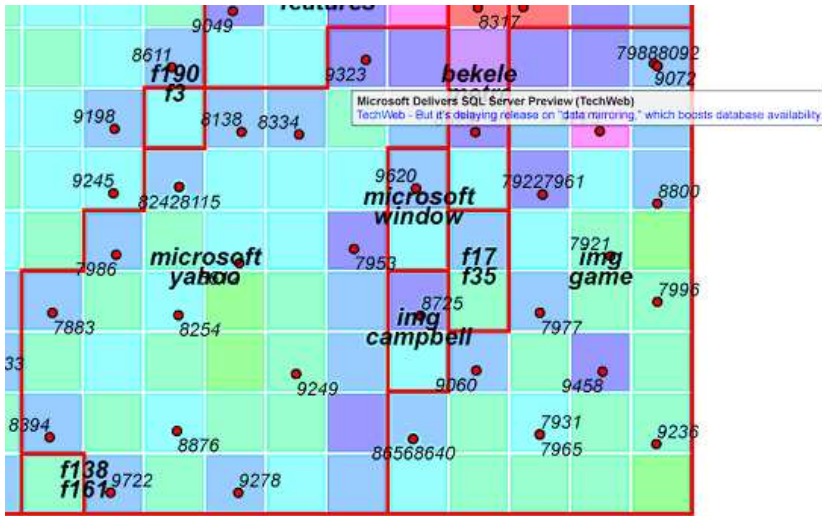 features
9049
8317
8611
79888092
f190
f3
9323
bekele
9072
Microsoft Delivers SQL Server Preview (TechWeb)
TechWeb - But it's delaying release on "data mirroring," which boosts database availability
9198
8138
8334
9245
9620
82428115
microsoft
window
79227961
8800
microsoft
yahoo
7986
7953
f17
f35
7921
img
game
7883
8254
8725
img
campbell
7977
7996
33
9249
9060
9458
8394
8876
86568640
7931
7965
9236
f138
f161
9722
9278